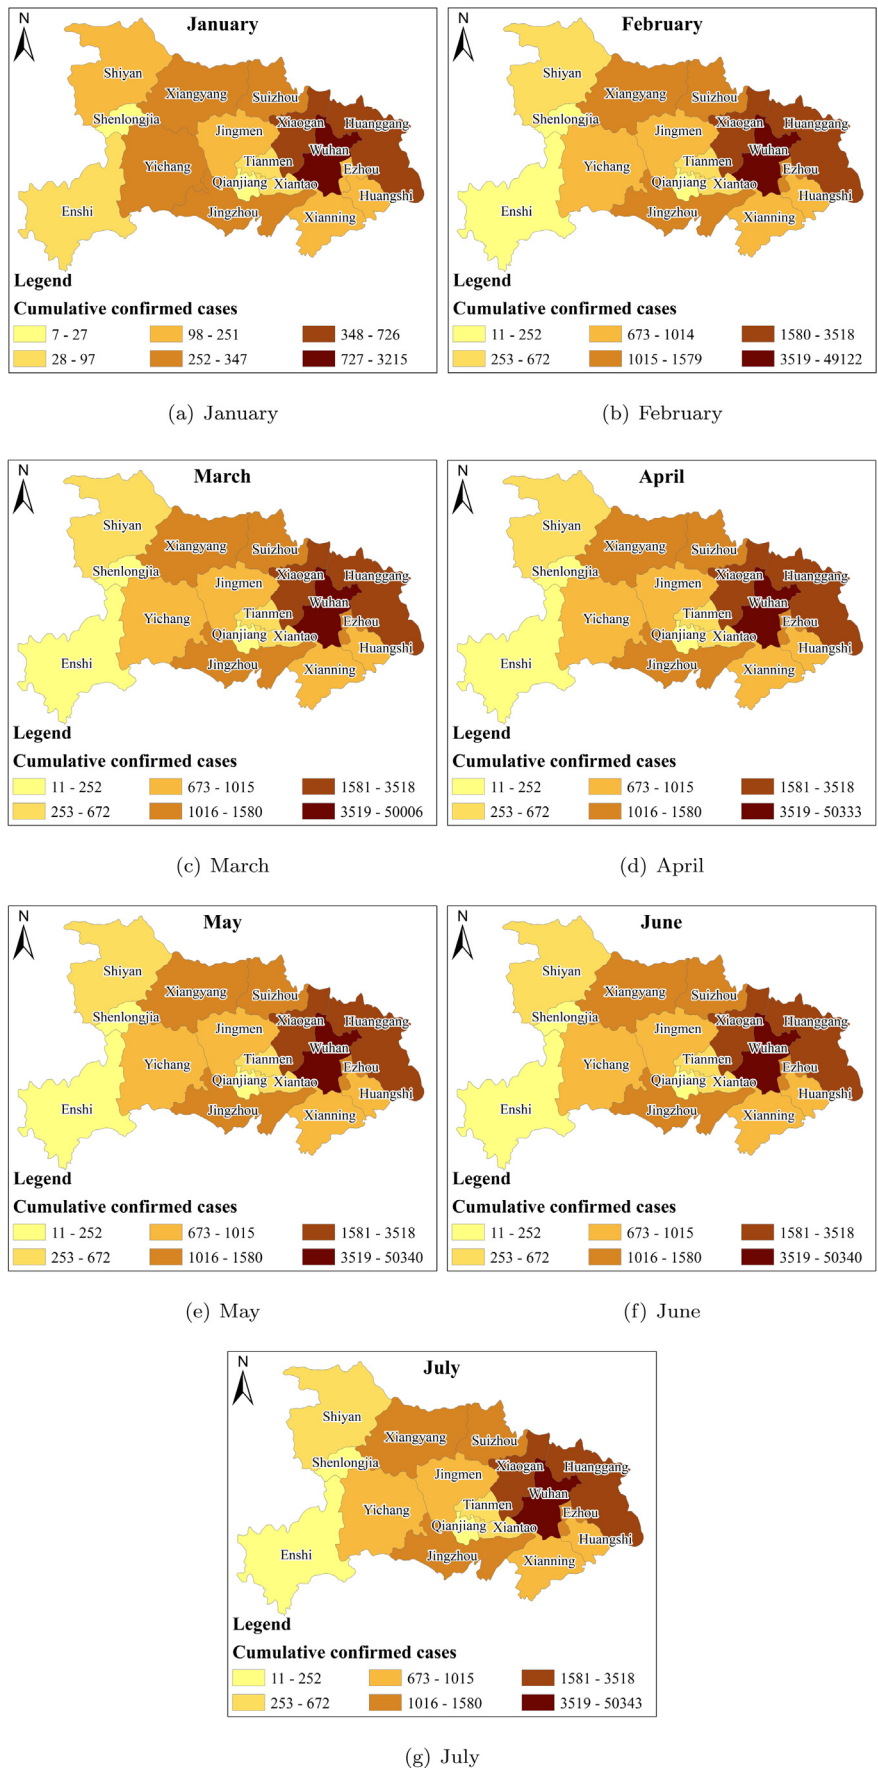 N
January
Shiyan
Xiangyang
Suizhou
Shenlongjia
Xiaogan
Huanggang
Jingmen
Wuhan
Yichang
Tianmen
Ezhou
Qianjiang
Xiantao
Huangshi
Enshi
Jingzhou
Xianning
Legend
Cumulative confirmed cases
7 - 27 98 - 251 348 - 726
28 - 97 252 - 347 727 - 3215
(a) January
N
February
Shiyan
Xiangyang
Suizhou
Shenlongjia
Xiaogan
Huanggang
Jingmen
Wuhan
Yichang
Tianmen
Ezhou
Qianjiang
Xiantao
Huangshi
Enshi
Jingzhou
Xianning
Legend
Cumulative confirmed cases
11 - 252 673 - 1014 1580 - 3518
253 - 672 1015 - 1579 3519 - 49122
(b) February
N
March
Shiyan
Xiangyang
Suizhou
Shenlongjia
Xiaogan
Huanggang
Jingmen
Wuhan
Yichang
Tianmen
Ezhou
Qianjiang
Xiantao
Huangshi
Enshi
Jingzhou
Xianning
Legend
Cumulative confirmed cases
11 - 252 673 - 1015 1581 - 3518
253 - 672 1016 - 1580 3519 - 50006
(c) March
N
April
Shiyan
Xiangyang
Suizhou
Shenlongjia
Xiaogan
Huanggang
Jingmen
Wuhan
Yichang
Tianmen
Ezhou
Qianjiang
Xiantao
Huangshi
Enshi
Jingzhou
Xianning
Legend
Cumulative confirmed cases
11 - 252 673 - 1015 1581 - 3518
253 - 672 1016 - 1580 3519 - 50333
(d) April
N
May
Shiyan
Xiangyang
Suizhou
Shenlongjia
Xiaogan
Huanggang
Jingmen
Wuhan
Yichang
Tianmen
Ezhou
Qianjiang
Xiantao
Huangshi
Enshi
Jingzhou
Xianning
Legend
Cumulative confirmed cases
11 - 252 673 - 1015 1581 - 3518
253 - 672 1016 - 1580 3519 - 50340
(e) May
N
June
Shiyan
Xiangyang
Suizhou
Shenlongjia
Xiaogan
Huanggang
Jingmen
Wuhan
Yichang
Tianmen
Ezhou
Qianjiang
Xiantao
Huangshi
Enshi
Jingzhou
Xianning
Legend
Cumulative confirmed cases
11 - 252 673 - 1015 1581 - 3518
253 - 672 1016 - 1580 3519 - 50340
(f) June
N
July
Shiyan
Xiangyang
Suizhou
Shenlongjia
Xiaogan
Huanggang
Jingmen
Wuhan
Yichang
Tianmen
Ezhou
Qianjiang
Xiantao
Huangshi
Enshi
Jingzhou
Xianning
Legend
Cumulative confirmed cases
11 - 252 673 - 1015 1581 - 3518
253 - 672 1016 - 1580 3519 - 50343
(g) July